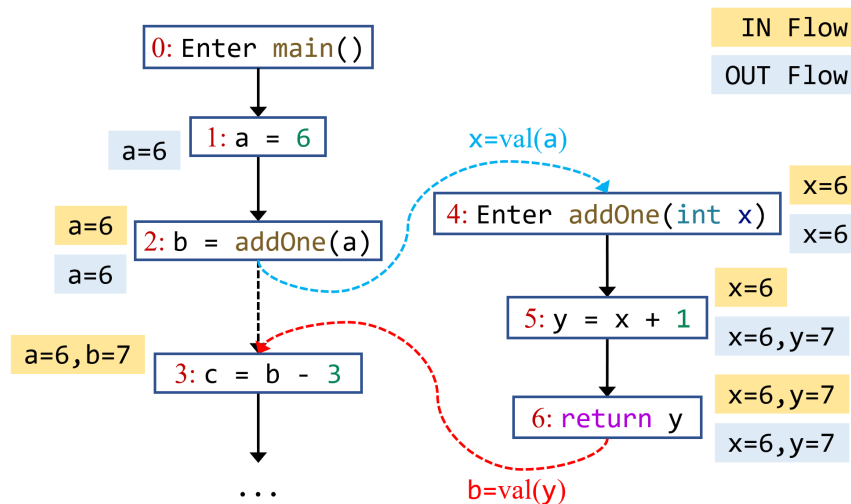 IN Flow
OUT Flow
0: Enter main()
1: a = 6
a=6
x=val(a)
a=6
2: b = addOne(a)
a=6
4: Enter addOne(int x)
x=6
x=6
5: y = x + 1
x=6
x=6,y=7
a=6,b=7
3: c = b - 3
6: return y
x=6,y=7
x=6,y=7
b=val(y)
...